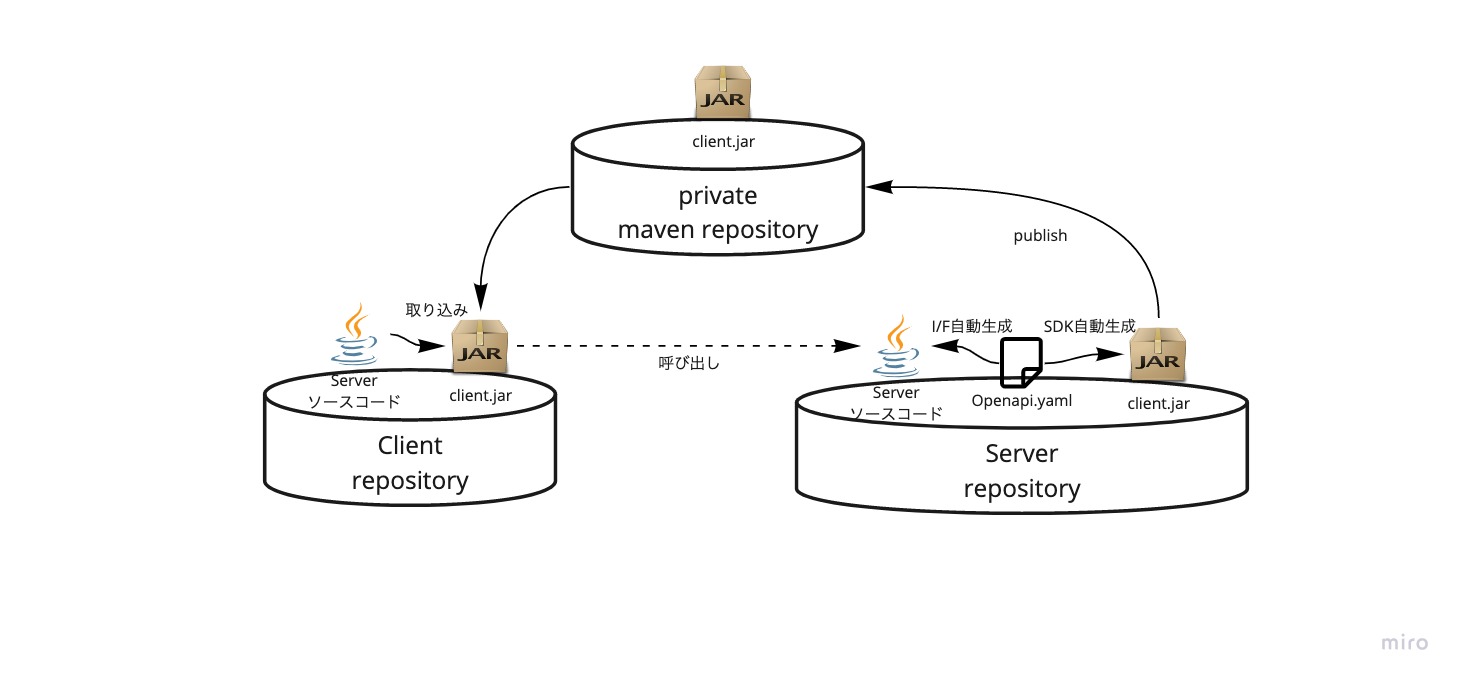 JAR
client.jar
private
maven repository
publish
取り込み
JAR
Server
ソースコード
client.jar
Client
repository
呼び出し
I/F自動生成
SDK自動生成
JAR
Server
ソースコード
Openapi.yaml
client.jar
Server
repository
miro